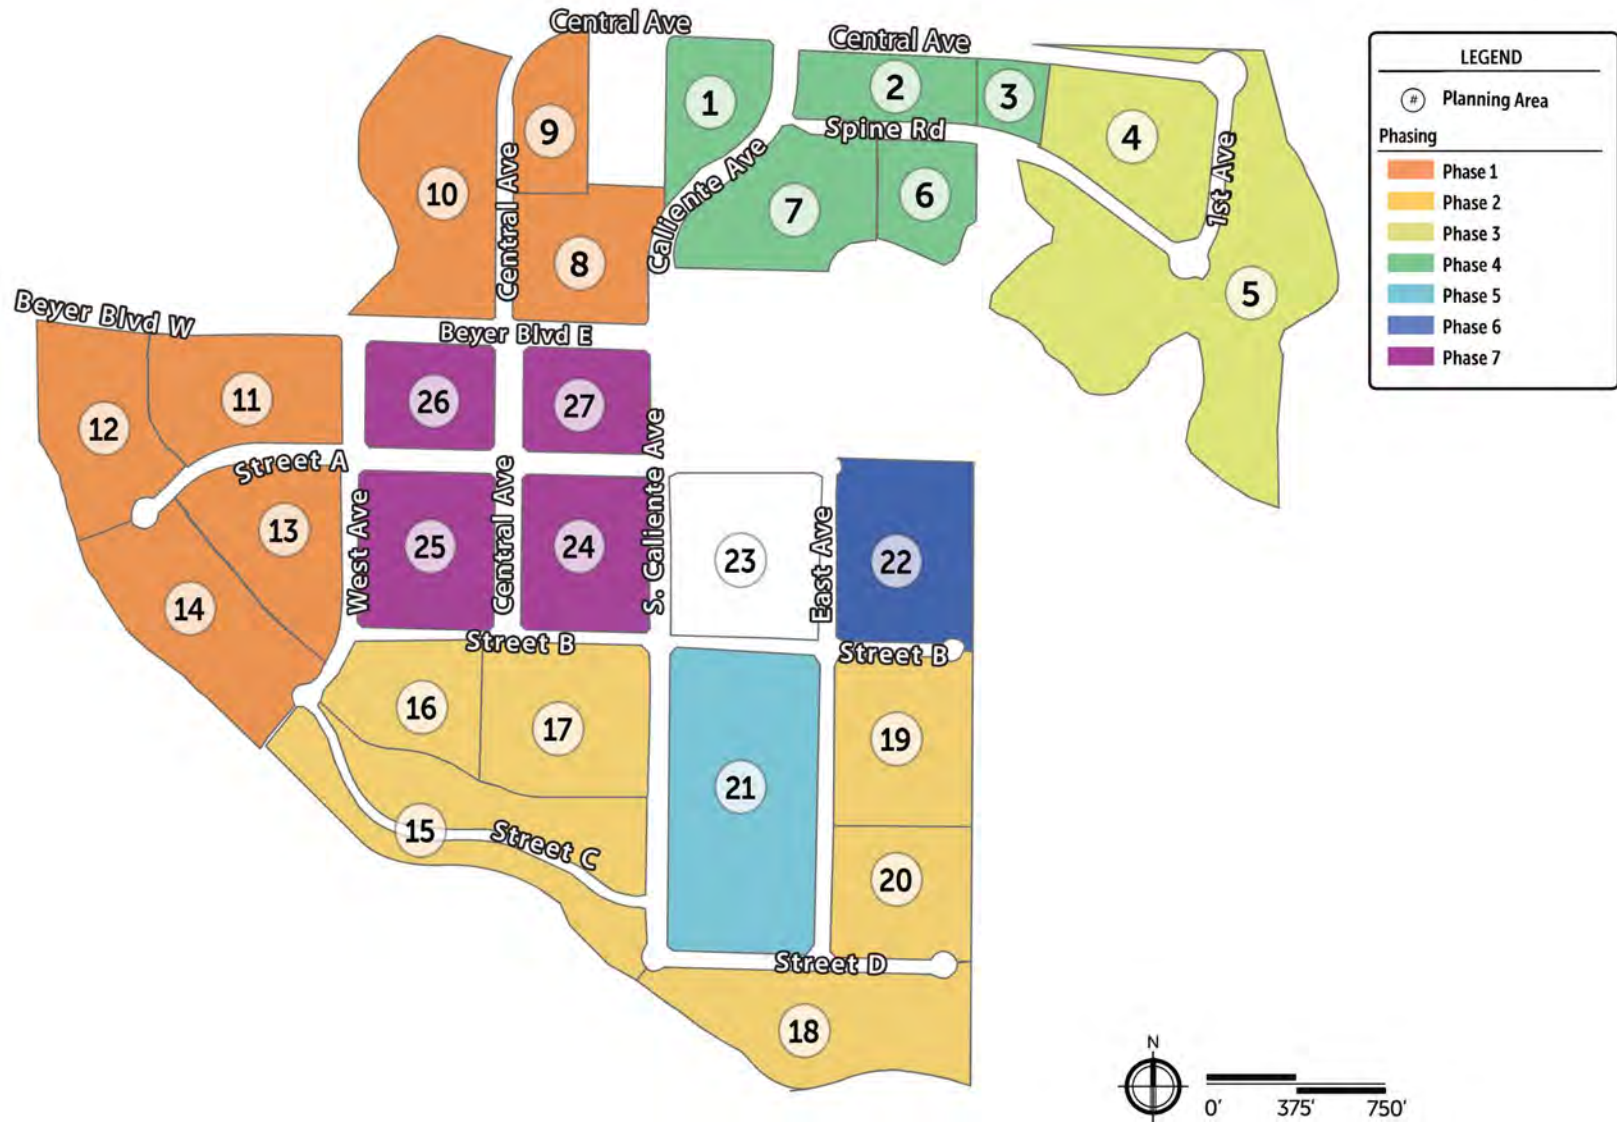 Central Ave
Central Ave
LEGEND
# Planning Area
Phasing
Phase 1
Phase 2
Phase 3
Phase 4
Phase 5
Phase 6
Phase 7
1
2
3
4
5
6
7
8
9
10
Spine Rd
1st Ave
Caliente Ave
Central Ave
Beyer Blvd W
Beyer Blvd E
11
12
26
27
Street A
13
14
West Ave
25
Central Ave
24
S. Caliente Ave
23
East Ave
22
Street B
Street B
16
17
21
19
15
Street C
20
Street D
18
N
0' 375' 750'